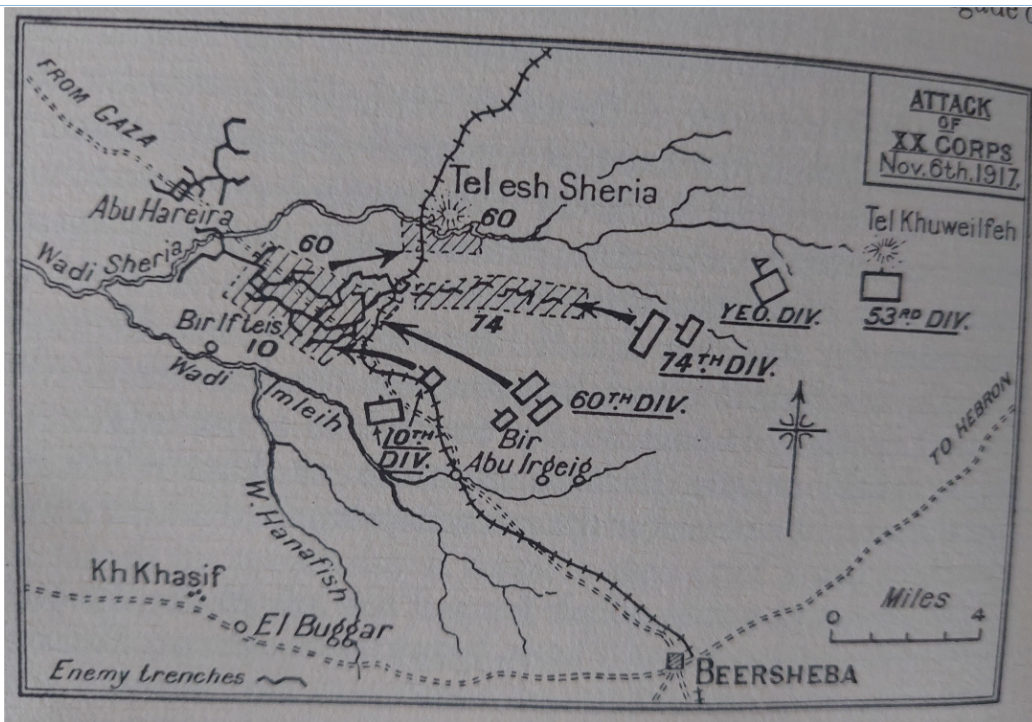 gade
FROM GAZA
ATTACK
OF
XX CORPS
Nov. 6th. 1917.
Tel esh Sheria
60
Abu Hareira
60
Tel Khuweilfeh
Wadi Sheria
YEO. DIV.
53RD DIV.
74
Bir Ifteis
10
74TH DIV.
Wadi Imleih
60TH DIV.
10TH
DIV.
Bir
Abu Irgeig
TO HEBRON
W. Hanafish
Kh Khasif
Miles
0 4
El Buggar
Enemy trenches
BEERSHEBA